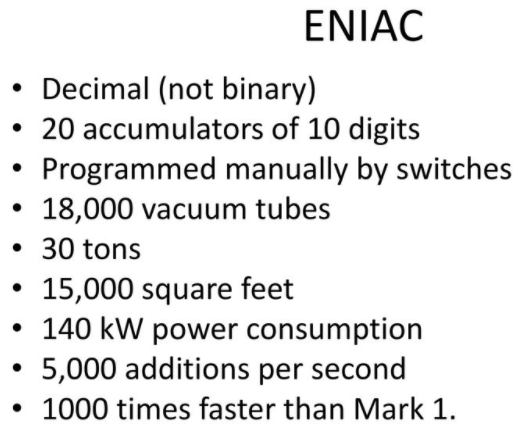 ENIAC
• Decimal (not binary)
• 20 accumulators of 10 digits
• Programmed manually by switches
• 18,000 vacuum tubes
• 30 tons
• 15,000 square feet
• 140 kW power consumption
• 5,000 additions per second
• 1000 times faster than Mark 1.